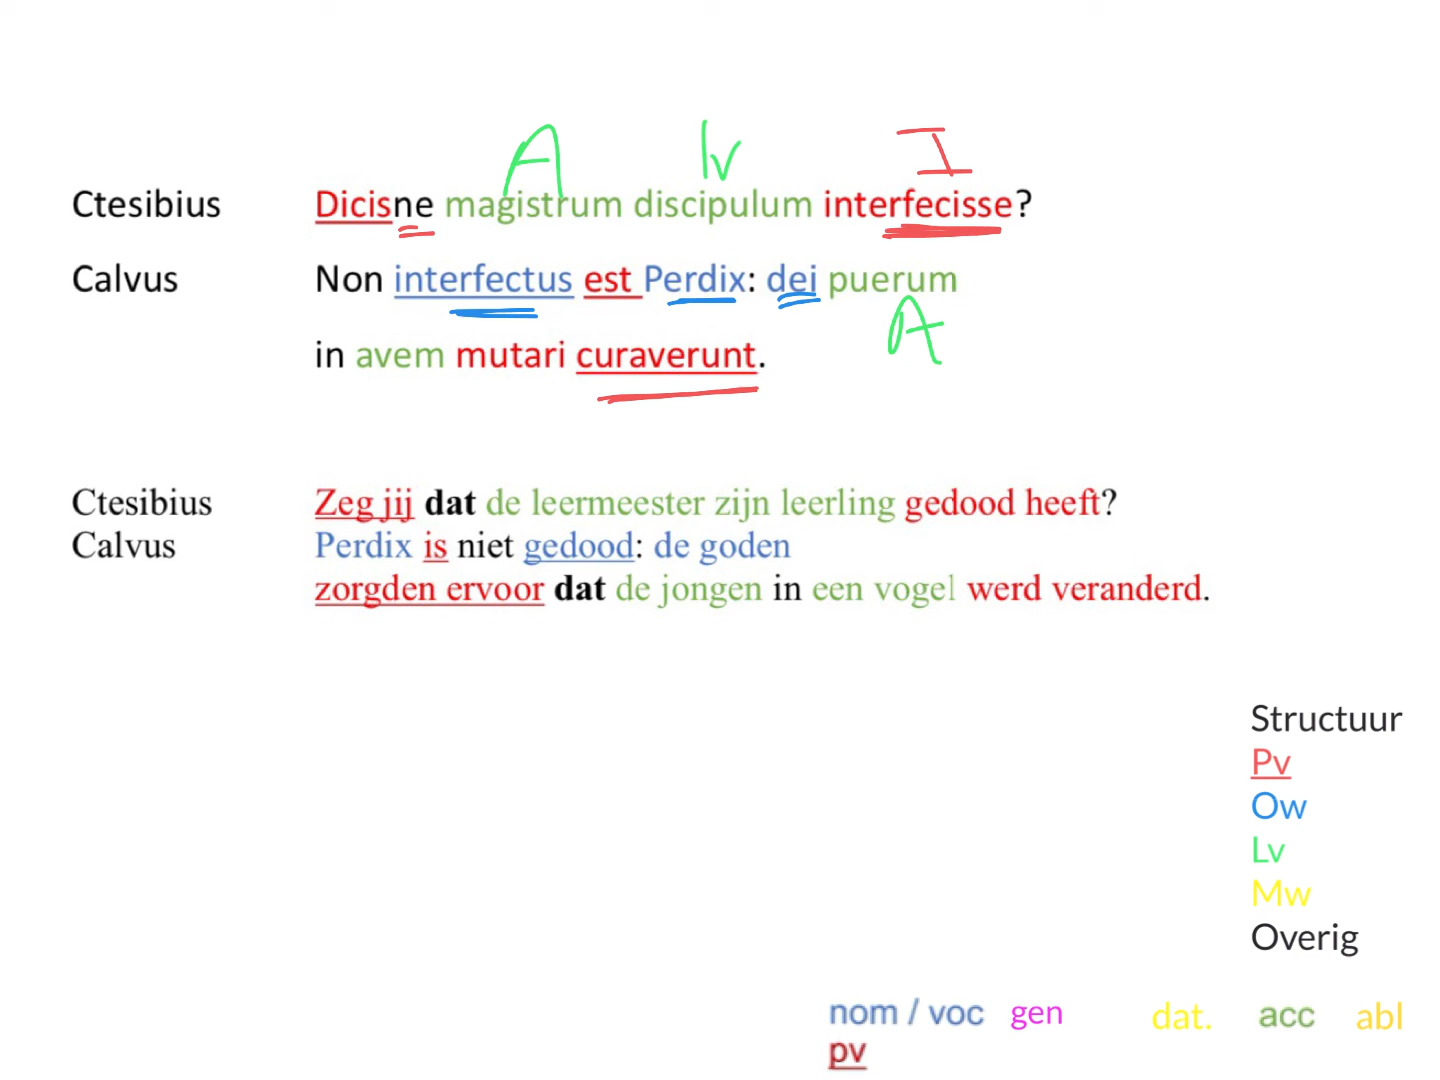 A lv I
Ctesibius Dicisne magistrum discipulum interfecisse?
Calvus Non interfectus est Perdix: dei puerum
A
in avem mutari curaverunt.
Ctesibius Zeg jij dat de leermeester zijn leerling gedood heeft?
Calvus Perdix is niet gedood: de goden
zorgden ervoor dat de jongen in een vogel werd veranderd.
Structuur
Pv
Ow
Lv
Mw
Overig
nom / voc gen dat. acc abl
pv